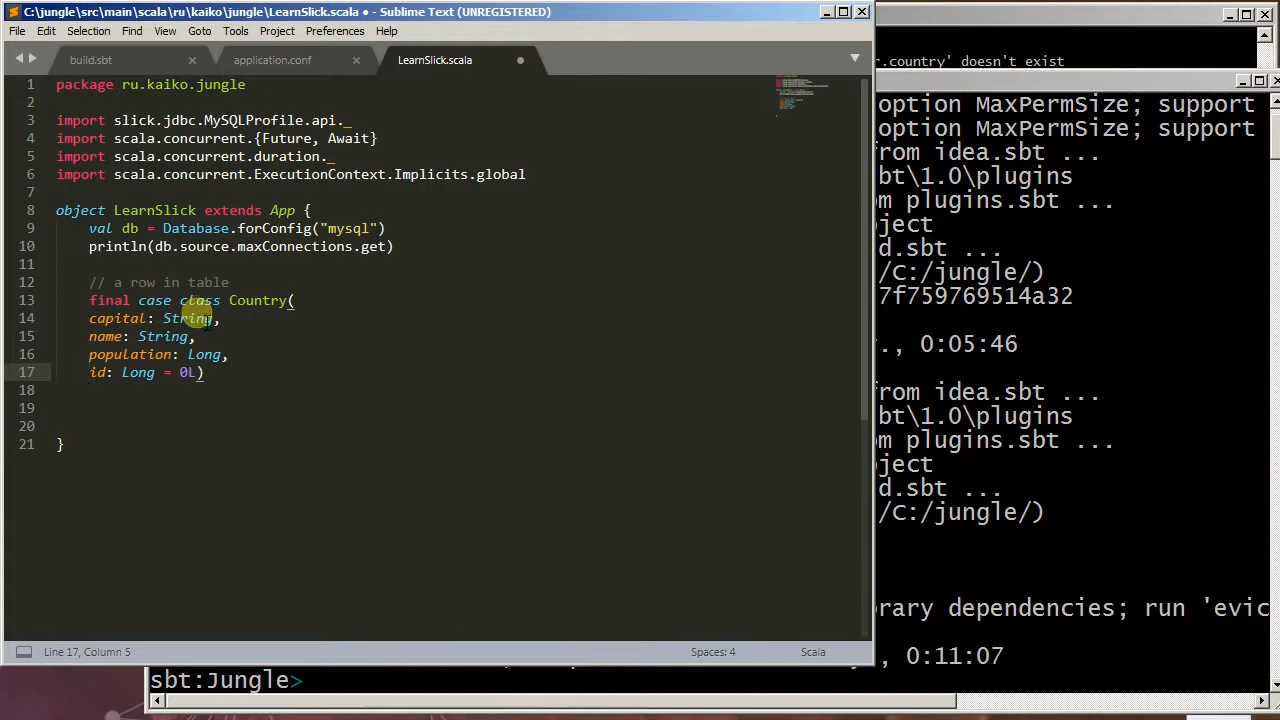 C:\jungle\src\main\scala\ru\kaiko\jungle\LearnSlick.scala • - Sublime Text (UNREGISTERED)
File Edit Selection Find View Goto Tools Project Preferences Help
build.sbt application.conf LearnSlick.scala
1 package ru.kaiko.jungle
2
3 import slick.jdbc.MySQLProfile.api._
4 import scala.concurrent.{Future, Await}
5 import scala.concurrent.duration._
6 import scala.concurrent.ExecutionContext.Implicits.global
7
8 object LearnSlick extends App {
9 val db = Database.forConfig("mysql")
10 println(db.source.maxConnections.get)
11
12 // a row in table
13 final case class Country(
14 capital: String,
15 name: String,
16 population: Long,
17 id: Long = 0L)
18
19
20
21 }
Line 17, Column 5 Spaces: 4 Scala
r.country' doesn't exist
option MaxPermSize; support
option MaxPermSize; support
from idea.sbt ...
bt\1.0\plugins
om plugins.sbt ...
oject
d.sbt ...
/C:/jungle/)
7f759769514a32
., 0:05:46
from idea.sbt ...
bt\1.0\plugins
om plugins.sbt ...
oject
d.sbt ...
/C:/jungle/)
rary dependencies; run 'evic
, 0:11:07
sbt:Jungle>